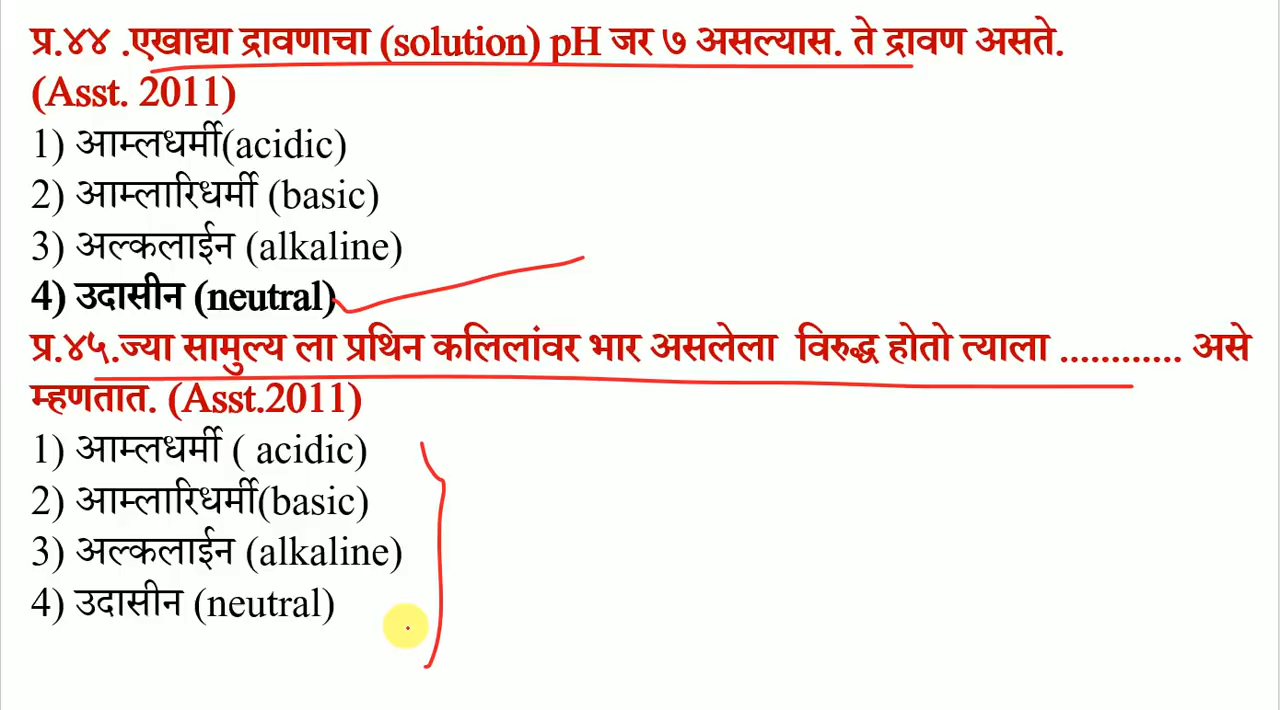 प्र.४४ .एखाद्या द्रावणाचा (solution) pH जर ७ असल्यास. ते द्रावण असते.
(Asst. 2011)
1) आम्लधर्मी(acidic)
2) आम्लारिधर्मी (basic)
3) अल्कलाईन (alkaline)
4) उदासीन (neutral)
प्र.४५.ज्या सामुल्य ला प्रथिन कलिलांवर भार असलेला विरुद्ध होतो त्याला ............ असे
म्हणतात. (Asst.2011)
1) आम्लधर्मी ( acidic)
2) आम्लारिधर्मी(basic)
3) अल्कलाईन (alkaline)
4) उदासीन (neutral)